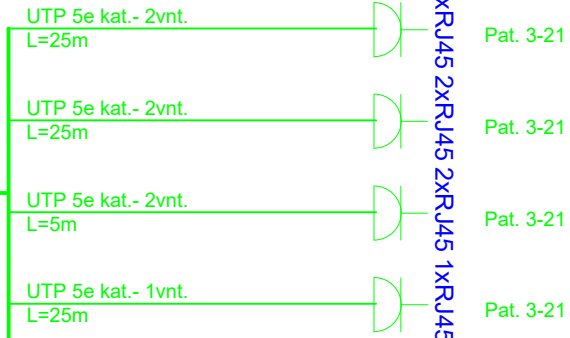 UTP 5e kat.- 2vnt.
L=25m
xRJ45
Pat. 3-21
UTP 5e kat.- 2vnt.
L=25m
2xRJ45
Pat. 3-21
UTP 5e kat.- 2vnt.
L=5m
2xRJ45
Pat. 3-21
UTP 5e kat.- 1vnt.
L=25m
1xRJ45
Pat. 3-21